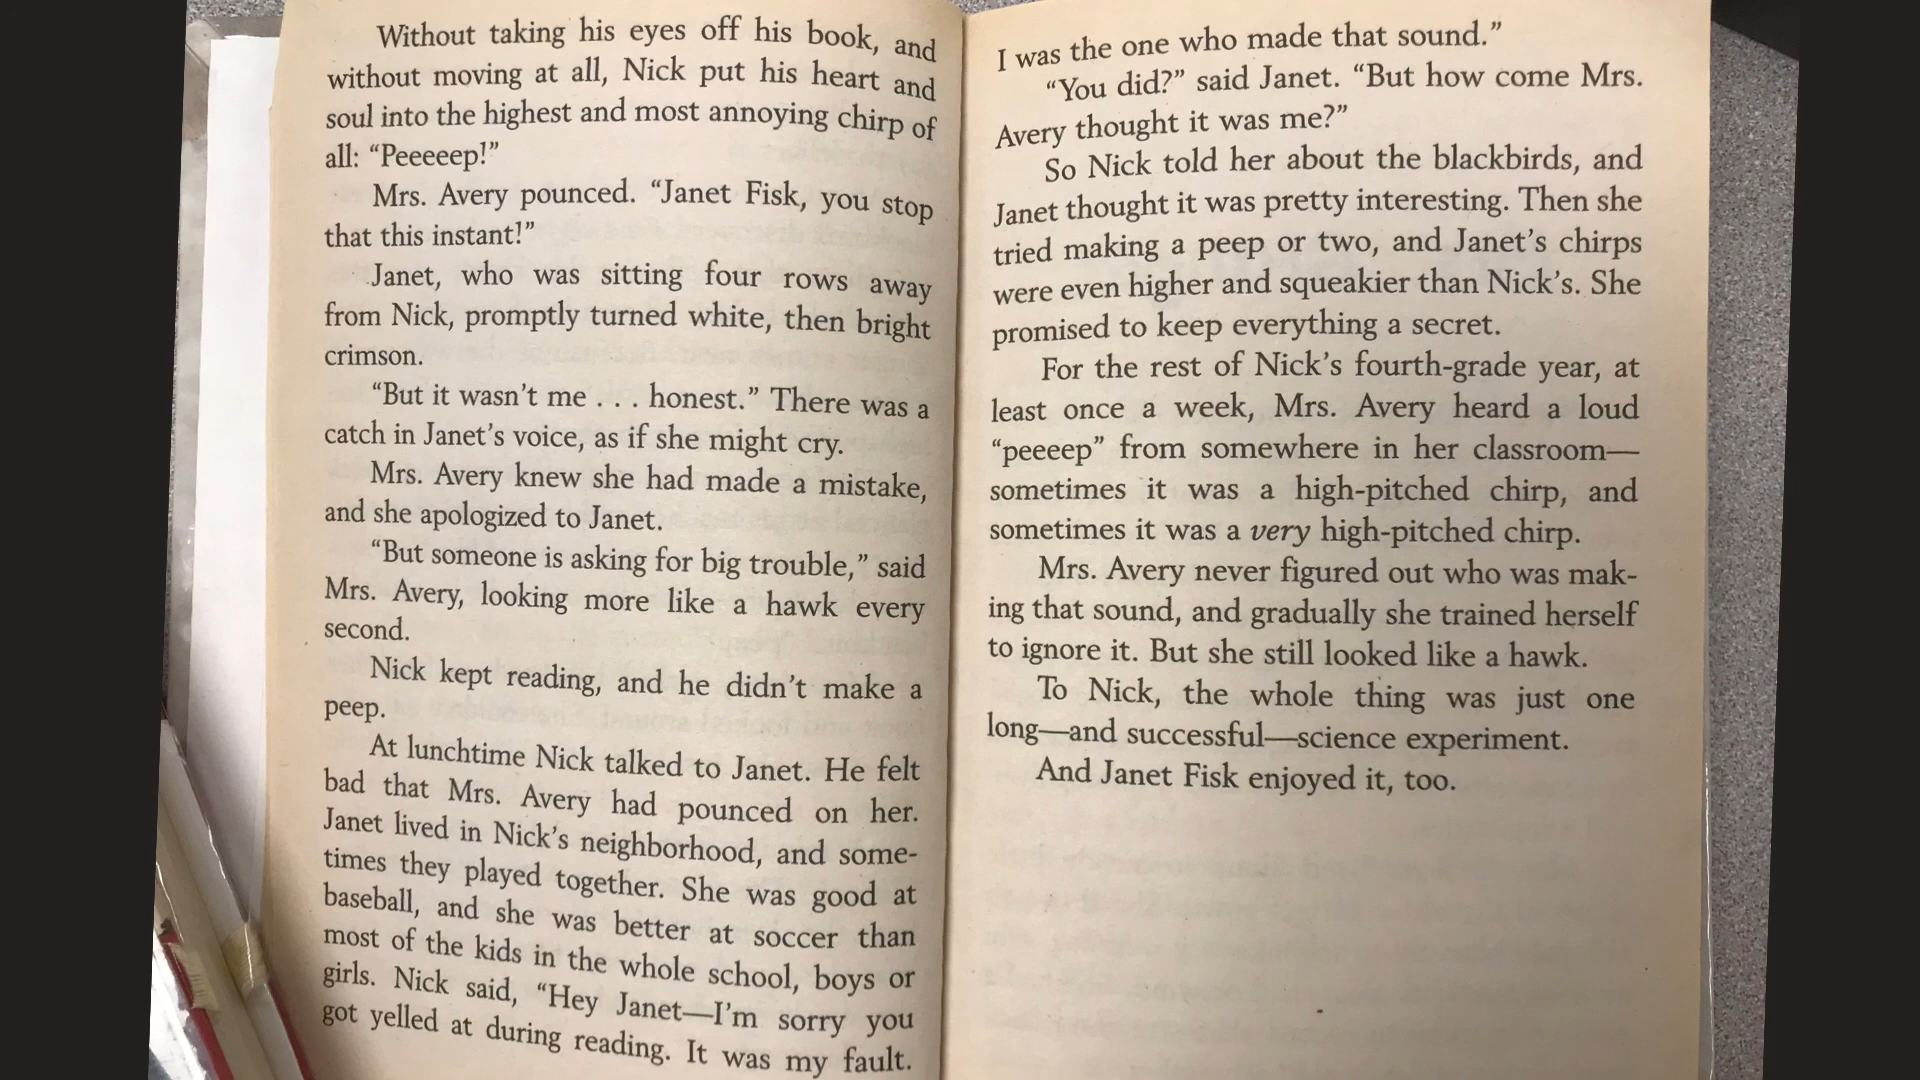 Without taking his eyes off his book, and
without moving at all, Nick put his heart and
soul into the highest and most annoying chirp of
all: “Peeeeep!”
Mrs. Avery pounced. “Janet Fisk, you stop
that this instant!”
Janet, who was sitting four rows away
from Nick, promptly turned white, then bright
crimson.
“But it wasn’t me . . . honest.” There was a
catch in Janet’s voice, as if she might cry.
Mrs. Avery knew she had made a mistake,
and she apologized to Janet.
“But someone is asking for big trouble,” said
Mrs. Avery, looking more like a hawk every
second.
Nick kept reading, and he didn’t make a
peep.
At lunchtime Nick talked to Janet. He felt
bad that Mrs. Avery had pounced on her.
Janet lived in Nick’s neighborhood, and some-
times they played together. She was good at
baseball, and she was better at soccer than
most of the kids in the whole school, boys or
girls. Nick said, “Hey Janet—I’m sorry you
got yelled at during reading. It was my fault.
I was the one who made that sound.”
“You did?” said Janet. “But how come Mrs.
Avery thought it was me?”
So Nick told her about the blackbirds, and
Janet thought it was pretty interesting. Then she
tried making a peep or two, and Janet’s chirps
were even higher and squeakier than Nick’s. She
promised to keep everything a secret.
For the rest of Nick’s fourth-grade year, at
least once a week, Mrs. Avery heard a loud
“peeeep” from somewhere in her classroom—
sometimes it was a high-pitched chirp, and
sometimes it was a very high-pitched chirp.
Mrs. Avery never figured out who was mak-
ing that sound, and gradually she trained herself
to ignore it. But she still looked like a hawk.
To Nick, the whole thing was just one
long—and successful—science experiment.
And Janet Fisk enjoyed it, too.